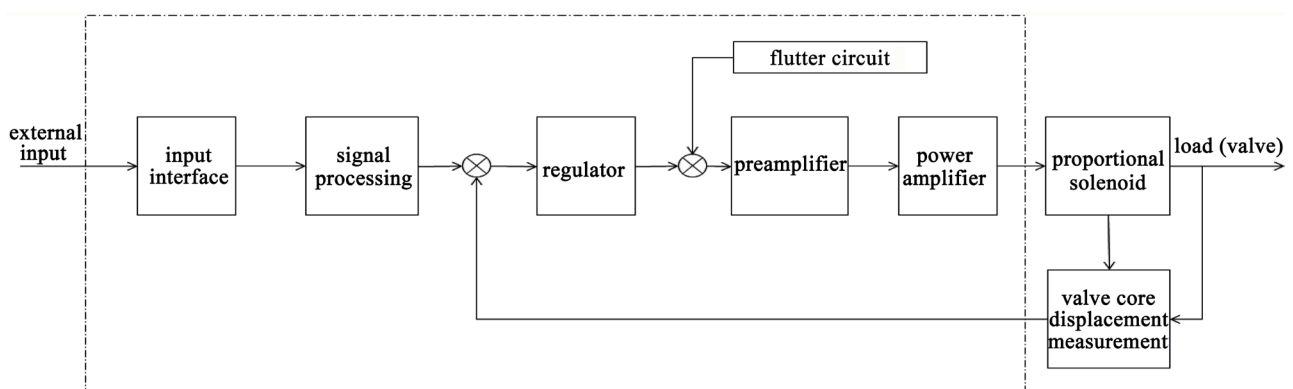 flutter circuit
external
input
input
interface
signal
processing
regulator
preamplifier
power
amplifier
proportional
solenoid
load (valve)
valve core
displacement
measurement